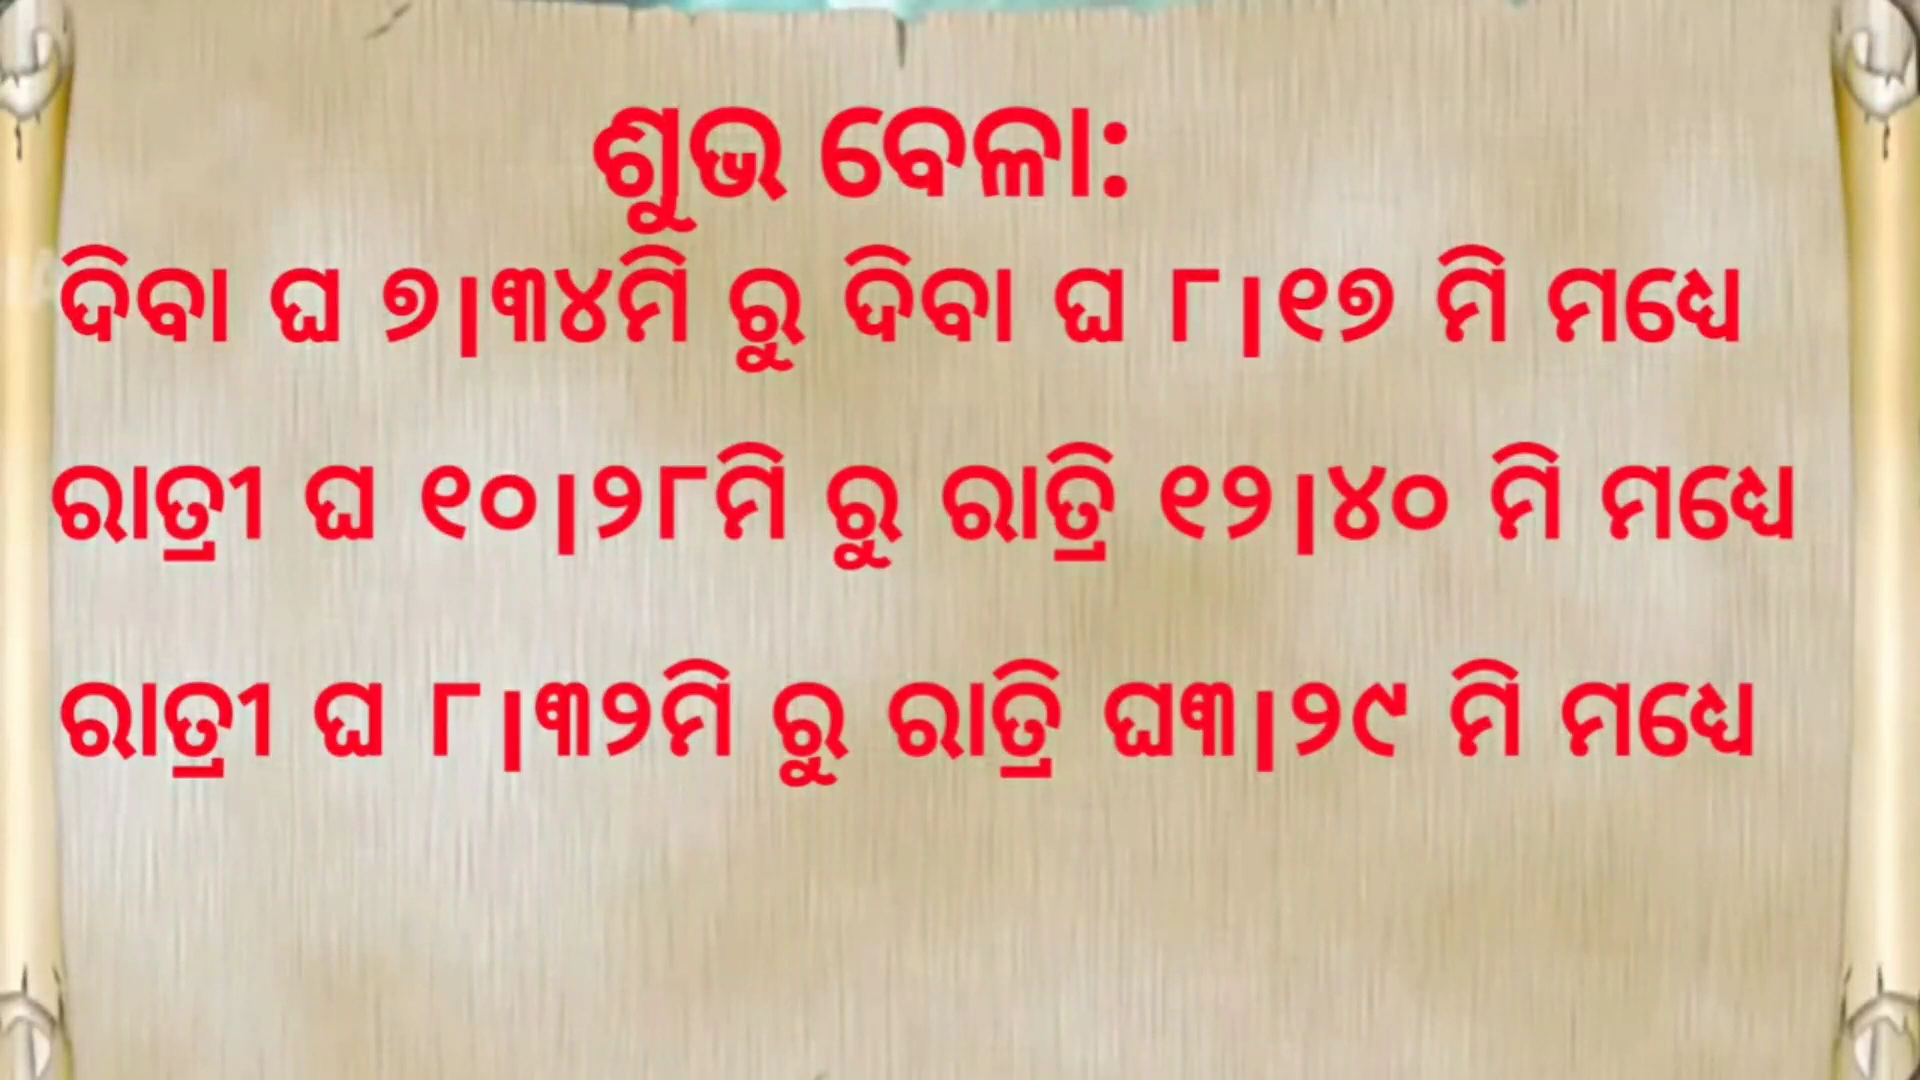 ଶୁଭ ବେଳା:
ଦିବା ଘ ୭|୩୪ମି ରୁ ଦିବା ଘ ୮|୧୭ ମି ମଧ୍ୟେ
ରାତ୍ରୀ ଘ ୧୦|୨୮ମି ରୁ ରାତ୍ରି ୧୨|୪୦ ମି ମଧ୍ୟେ
ରାତ୍ରୀ ଘ ୮|୩୨ମି ରୁ ରାତ୍ରି ଘ୩|୨୯ ମି ମଧ୍ୟେ